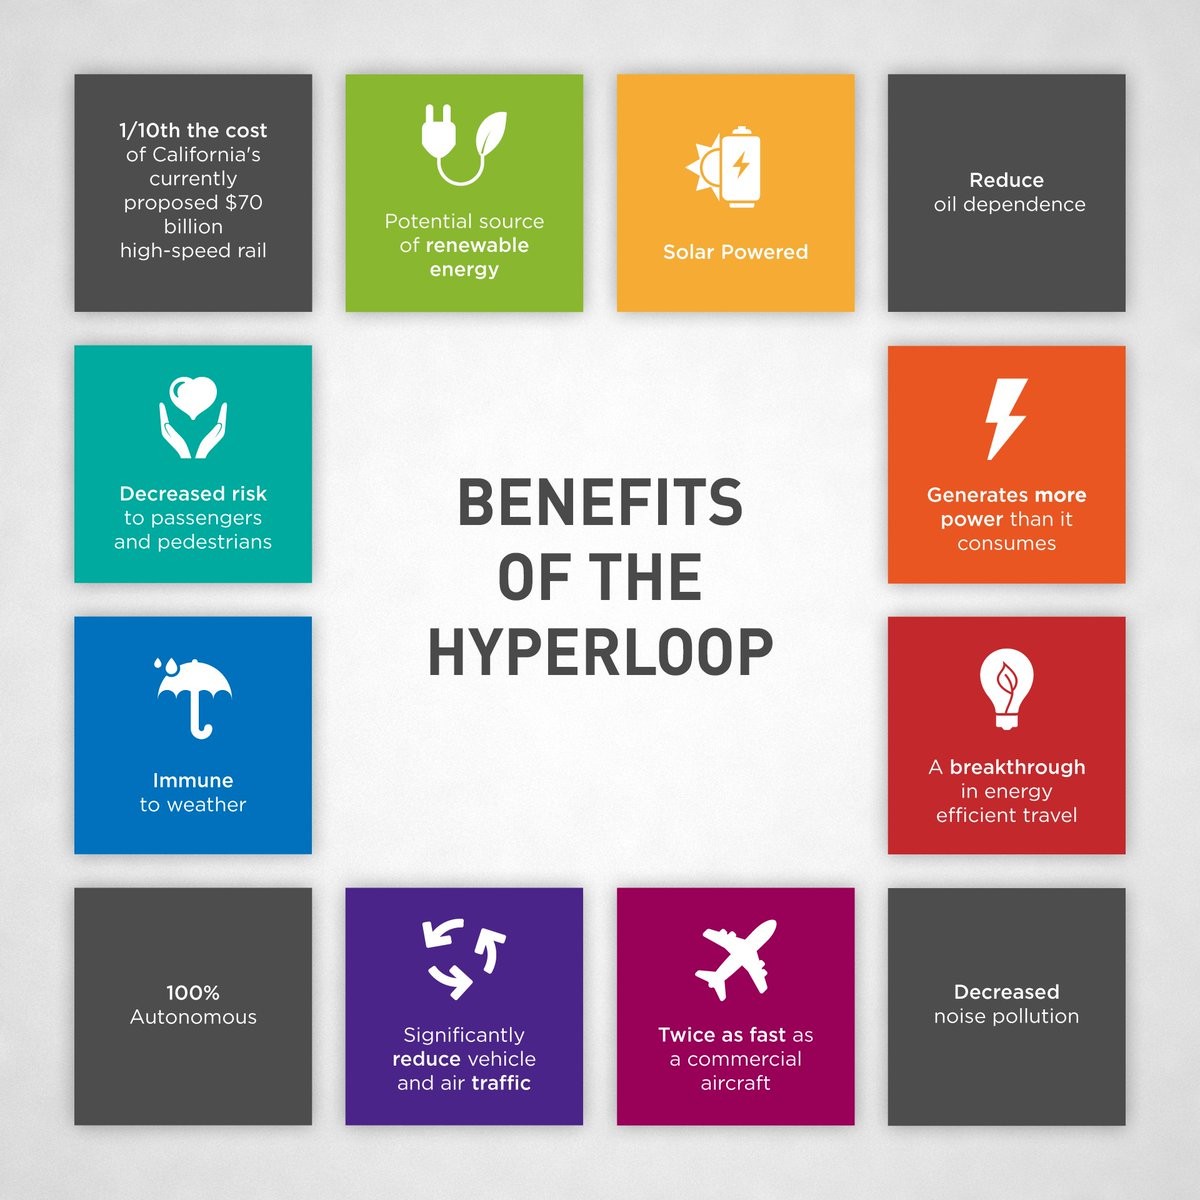 1/10th the cost
of California's
currently
proposed $70
billion
high-speed rail
Potential source
of renewable
energy
Solar Powered
Reduce
oil dependence
Decreased risk
to passengers
and pedestrians
BENEFITS
OF THE
HYPERLOOP
Generates more
power than it
consumes
Immune
to weather
A breakthrough
in energy
efficient travel
100%
Autonomous
Significantly
reduce vehicle
and air traffic
Twice as fast as
a commercial
aircraft
Decreased
noise pollution